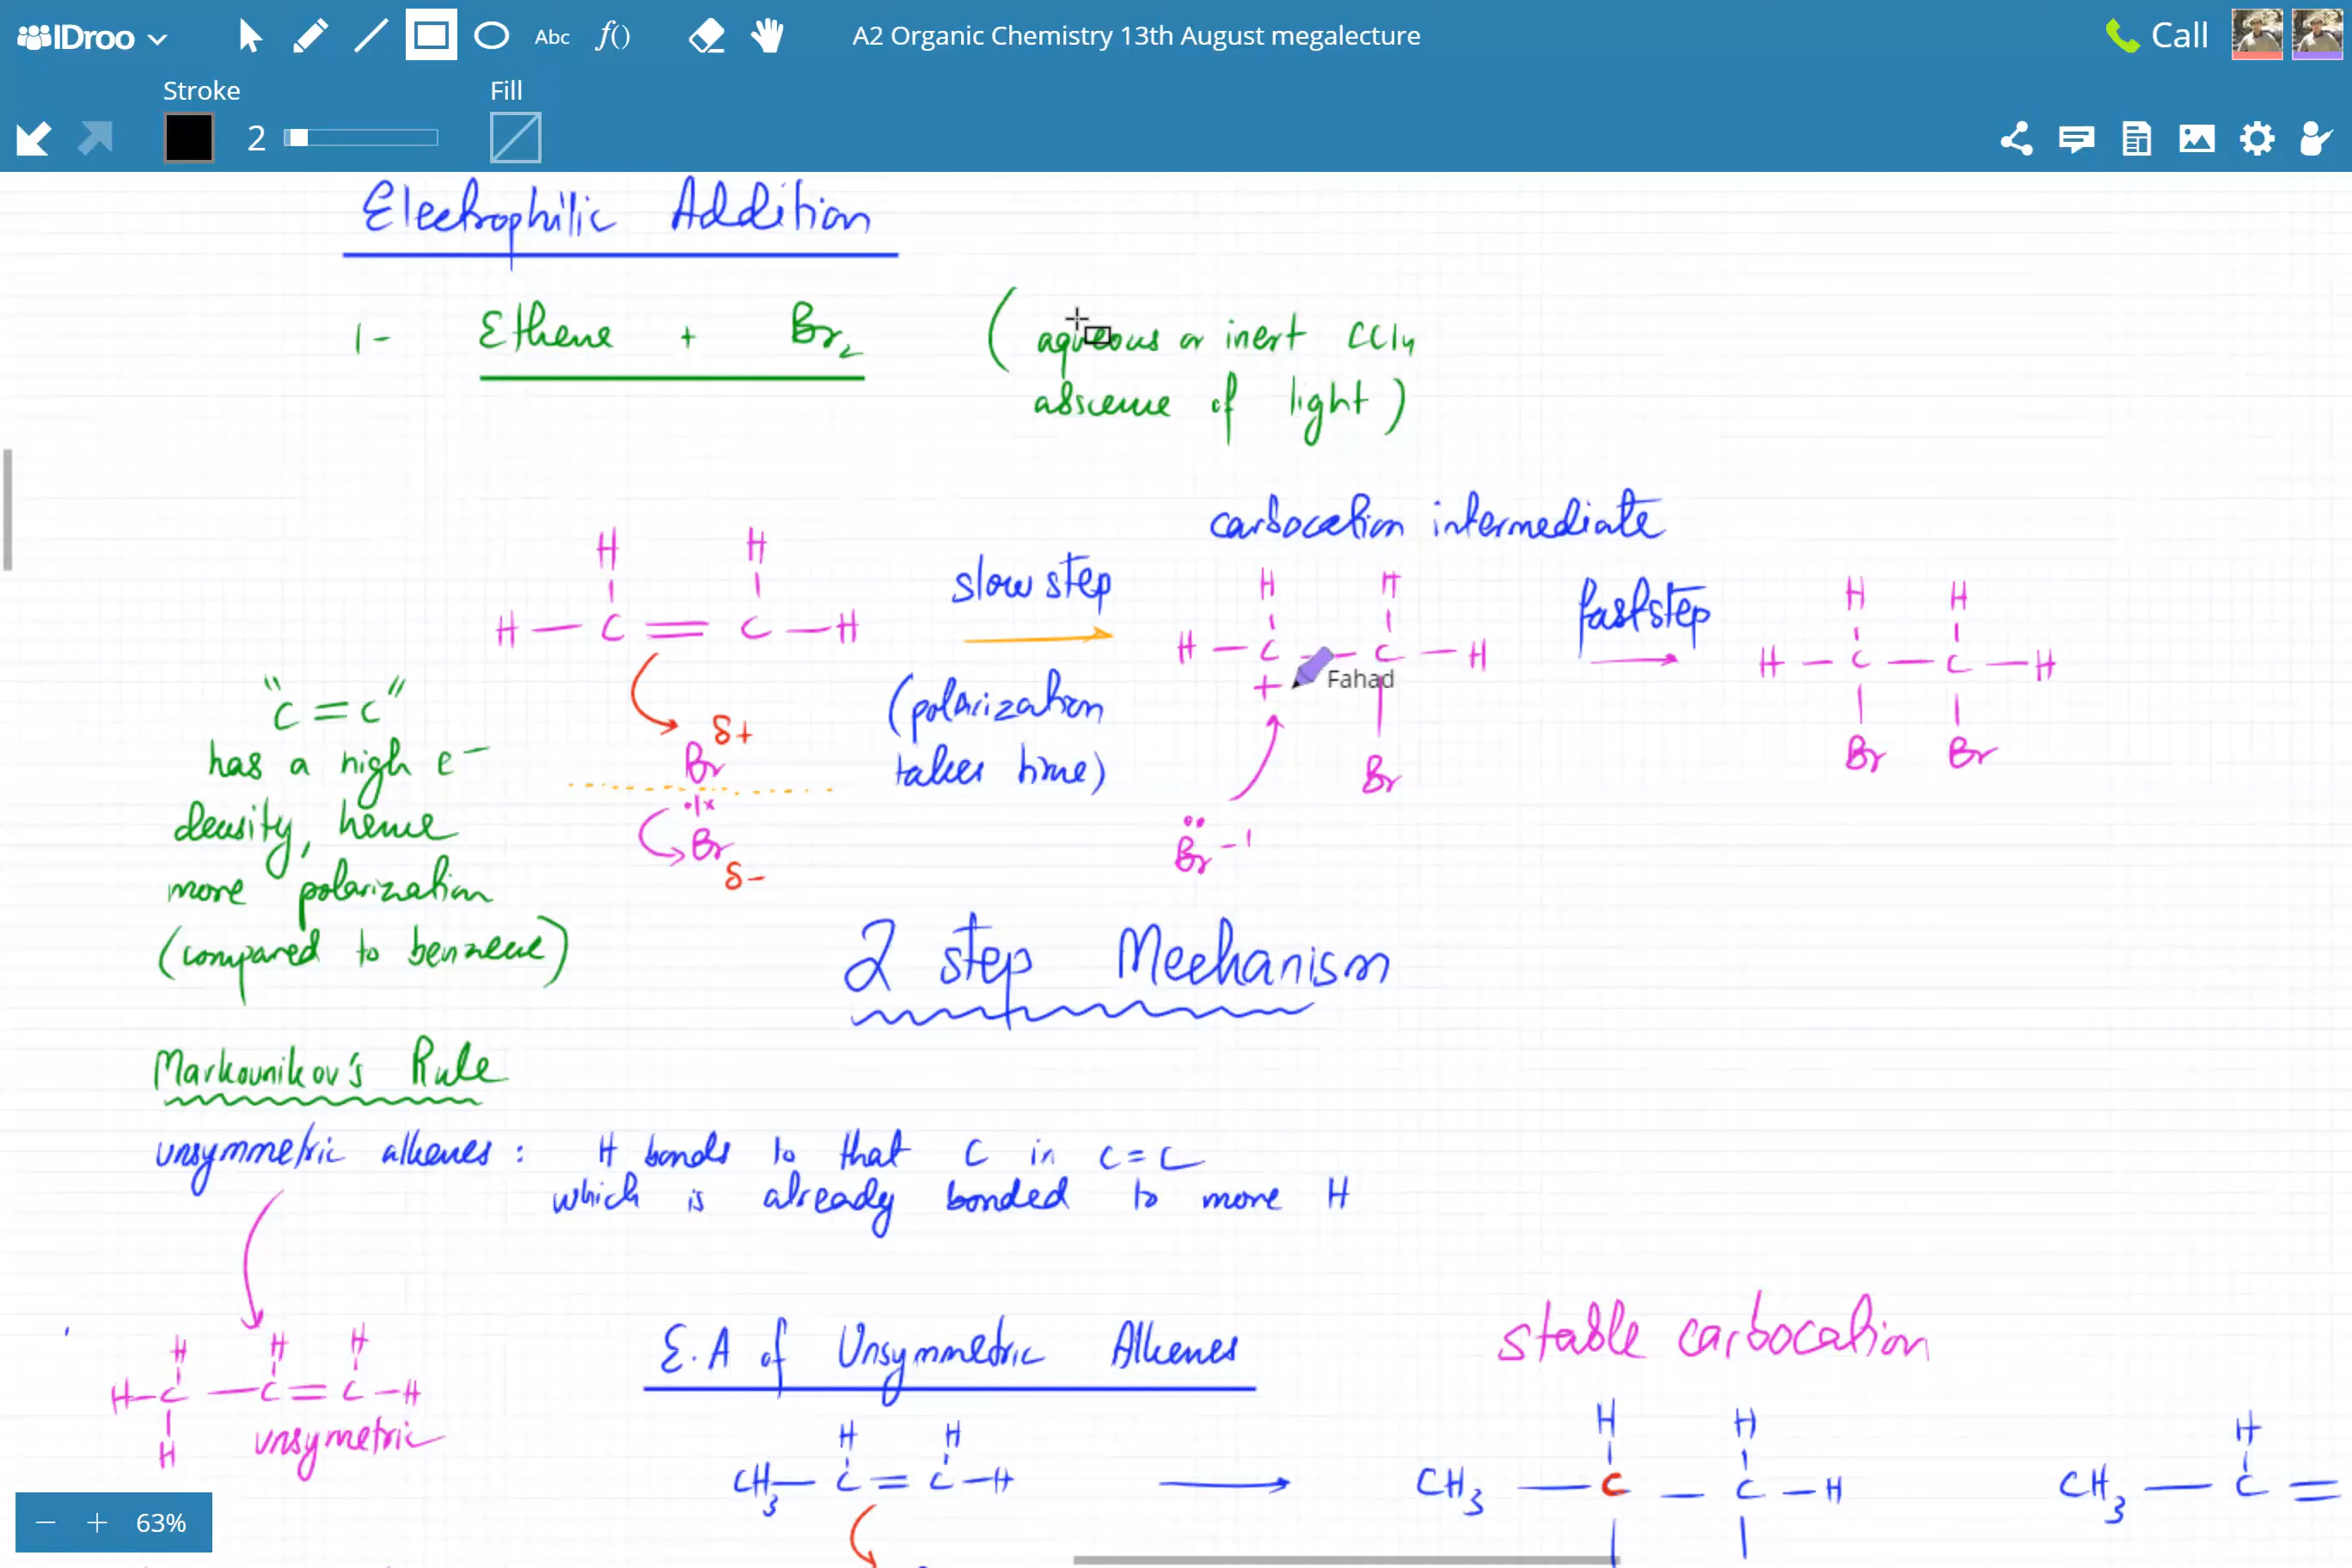 IDroo
Abc
f()
A2 Organic Chemistry 13th August megalecture
Call
Stroke
Fill
2
Electrophilic Addition
1- Ethene + Br2 (aqueous or inert CCl4
abscence of light)
carbocation intermediate
H H
H — C = C — H
slow step
(polarization
takes time)
H H
H — C — C — H
+
Fahad
Br
Br -1
fast step
H H
H — C — C — H
Br Br
δ+
Br
Br
δ-
"C = C"
has a high e-
density, hence
more polarization
(compared to benzene)
2 step Mechanism
Markovnikov's Rule
unsymmetric alkenes : H bonds to that C in C=C
which is already bonded to more H
H H H
H — C — C = C — H
H
unsymetric
E.A of Unsymmetric Alkenes
H H
CH3 — C = C — H
stable carbocation
H H
CH3 — C — C — H
H
CH3 — C =
63%